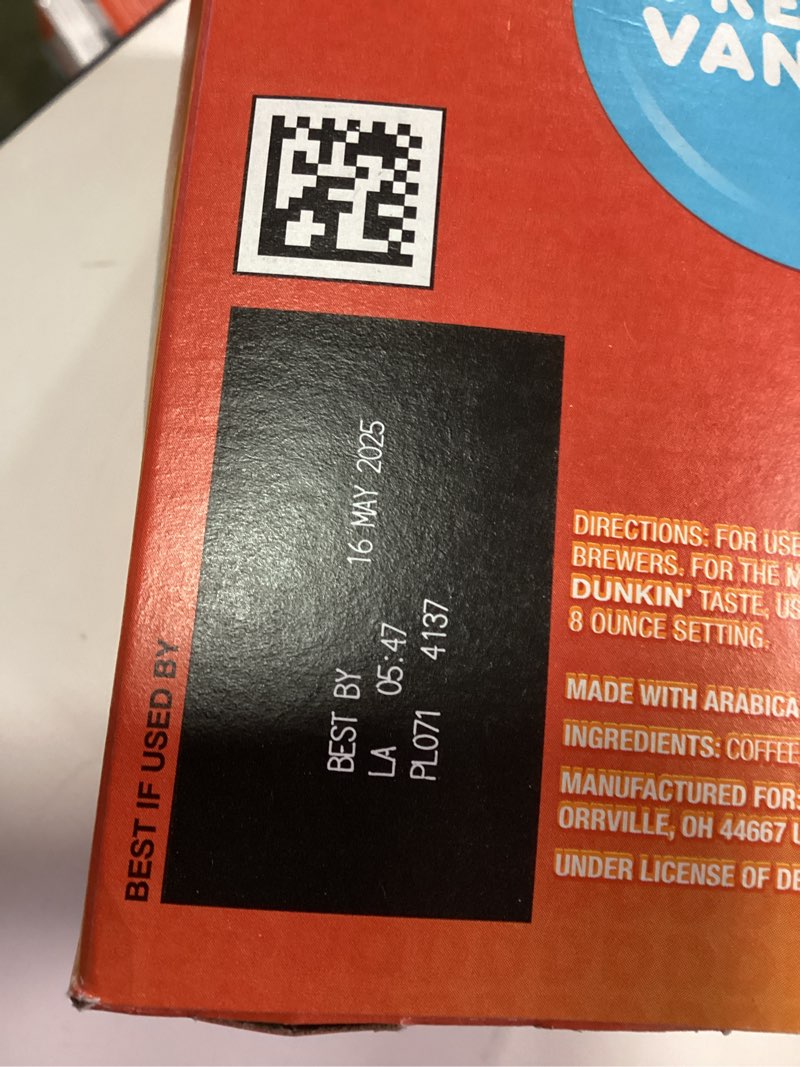 VAN
BEST IF USED BY
BEST BY 16 MAY 2025
LA 05:47
PL071 4137
DIRECTIONS: FOR USE
BREWERS. FOR THE
DUNKIN' TASTE,
8 OUNCE SETTING.
MADE WITH ARABICA
INGREDIENTS: COFFEE
MANUFACTURED FOR:
ORRVILLE, OH 44667
UNDER LICENSE OF